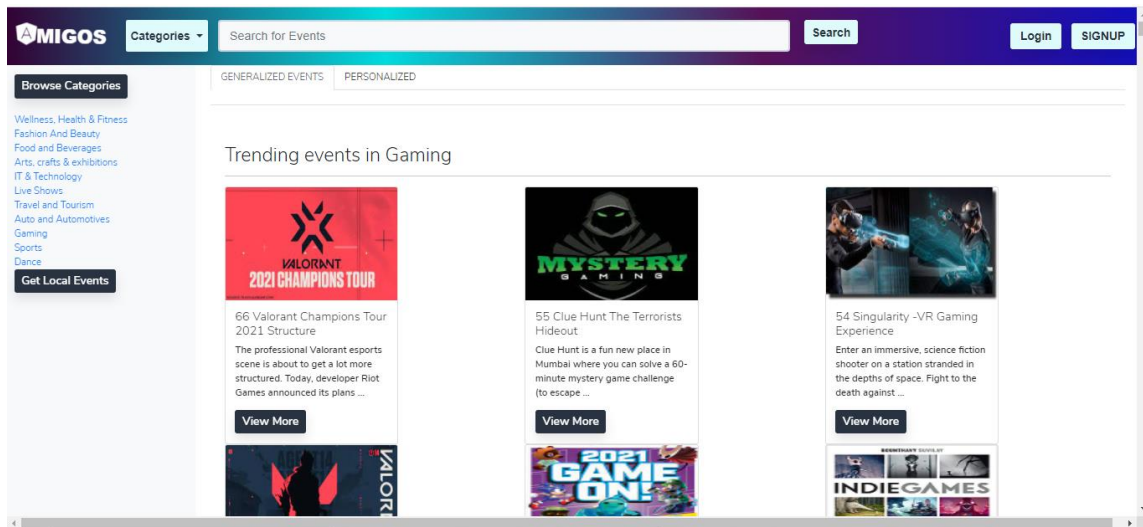 AMIGOS
Categories
Search for Events
Search
Login
SIGNUP
Browse Categories
Wellness, Health & Fitness
Fashion And Beauty
Food and Beverages
Arts, crafts & exhibitions
IT & Technology
Live Shows
Travel and Tourism
Auto and Automotives
Gaming
Sports
Dance
Get Local Events
GENERALIZED EVENTS
PERSONALIZED
Trending events in Gaming
VALORANT
2021 CHAMPIONS TOUR
66 Valorant Champions Tour
2021 Structure
The professional Valorant esports
scene is about to get a lot more
structured. Today, developer Riot
Games announced its plans ...
View More
MYSTERY
GAMING
55 Clue Hunt The Terrorists
Hideout
Clue Hunt is a fun new place in
Mumbai where you can solve a 60-
minute mystery game challenge
(to escape ...
View More
54 Singularity -VR Gaming
Experience
Enter an immersive, science fiction
shooter on a station stranded in
the depths of space. Fight to the
death against ...
View More
2021
GAME
ON!
INDIEGAMES